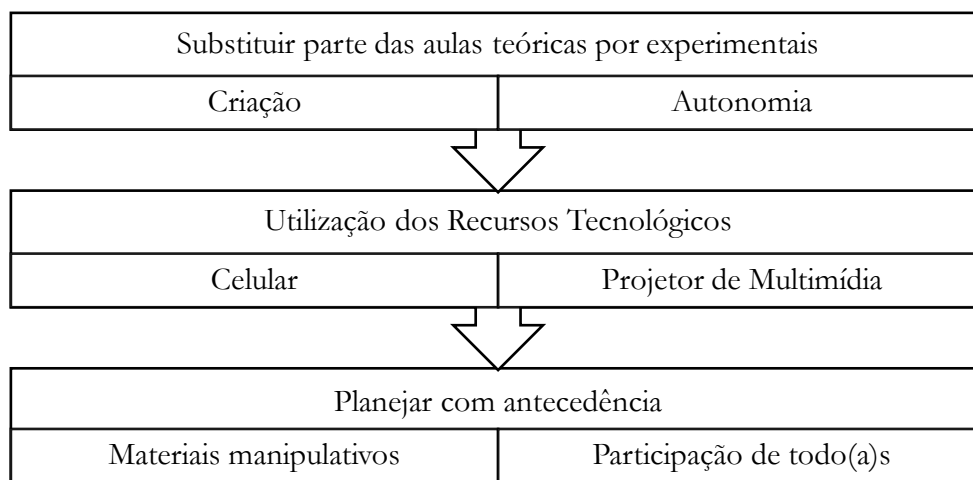 Substituir parte das aulas teóricas por experimentais
Criação
Autonomia
Utilização dos Recursos Tecnológicos
Celular
Projetor de Multimídia
Planejar com antecedência
Materiais manipulativos
Participação de todo(a)s